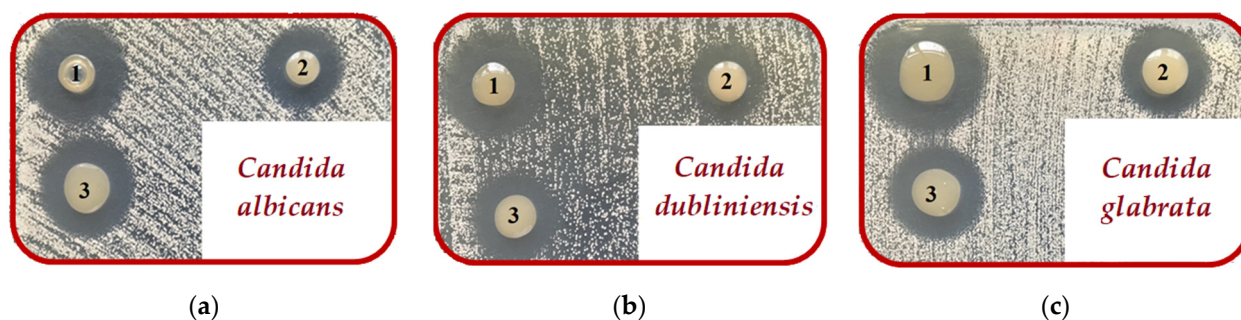 1
2
3
Candida
albicans
1
2
3
Candida
dubliniensis
1
2
3
Candida
glabrata
(a)
(b)
(c)